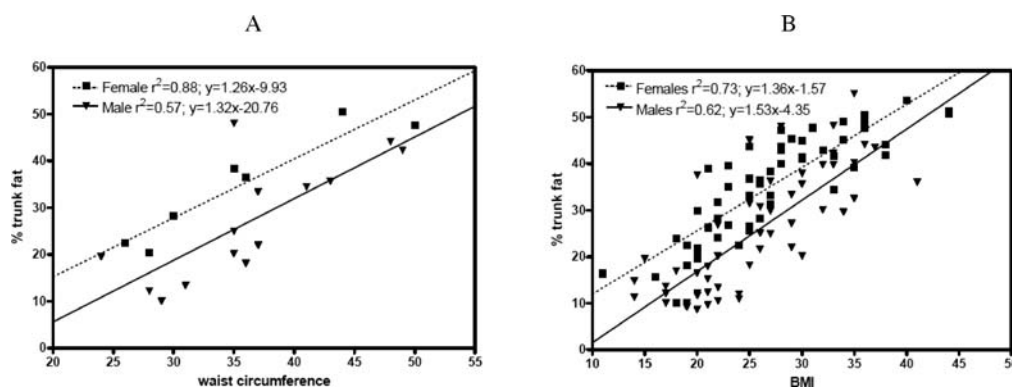 A
B
60
50
40
30
20
10
0
% trunk fat
Female r²=0.88; y=1.26x-9.93
Male r²=0.57; y=1.32x-20.76
20 25 30 35 40 45 50 55
waist circumference
60
50
40
30
20
10
0
% trunk fat
Females r²=0.73; y=1.36x-1.57
Males r²=0.62; y=1.53x-4.35
10 15 20 25 30 35 40 45 50
BMI